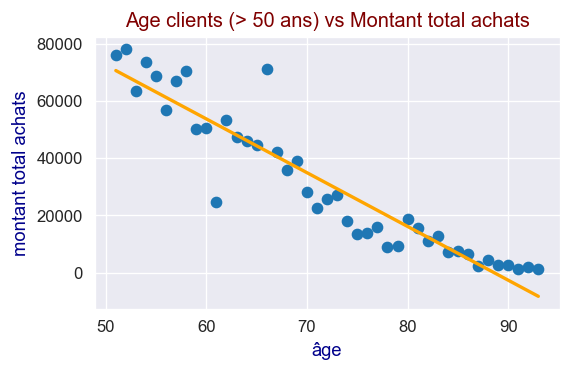 Age clients (> 50 ans) vs Montant total achats
80000
60000
40000
20000
0
montant total achats
50 60 70 80 90
âge